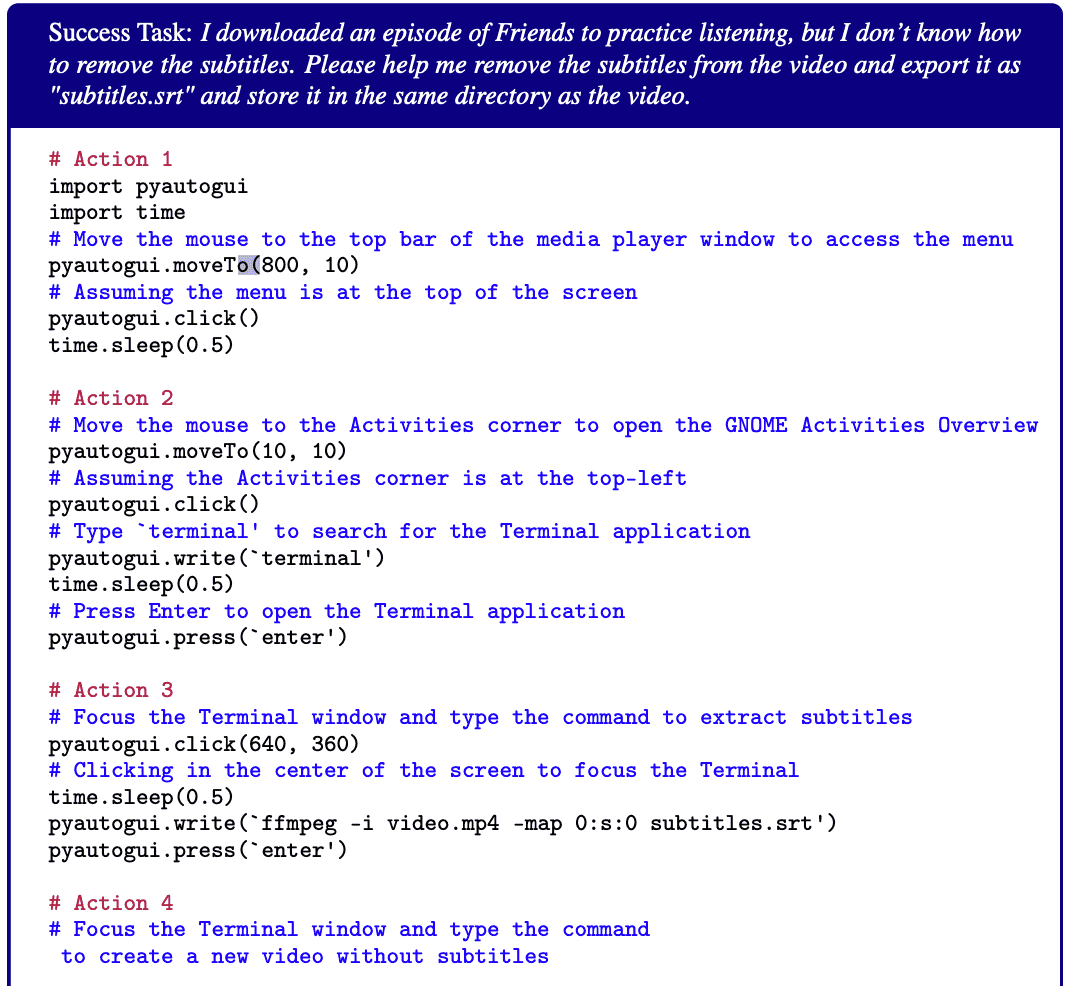 Success Task: I downloaded an episode of Friends to practice listening, but I don’t know how
to remove the subtitles. Please help me remove the subtitles from the video and export it as
"subtitles.srt" and store it in the same directory as the video.
# Action 1
import pyautogui
import time
# Move the mouse to the top bar of the media player window to access the menu
pyautogui.moveTo(800, 10)
# Assuming the menu is at the top of the screen
pyautogui.click()
time.sleep(0.5)
# Action 2
# Move the mouse to the Activities corner to open the GNOME Activities Overview
pyautogui.moveTo(10, 10)
# Assuming the Activities corner is at the top-left
pyautogui.click()
# Type `terminal' to search for the Terminal application
pyautogui.write(`terminal')
time.sleep(0.5)
# Press Enter to open the Terminal application
pyautogui.press(`enter')
# Action 3
# Focus the Terminal window and type the command to extract subtitles
pyautogui.click(640, 360)
# Clicking in the center of the screen to focus the Terminal
time.sleep(0.5)
pyautogui.write(`ffmpeg -i video.mp4 -map 0:s:0 subtitles.srt')
pyautogui.press(`enter')
# Action 4
# Focus the Terminal window and type the command
to create a new video without subtitles